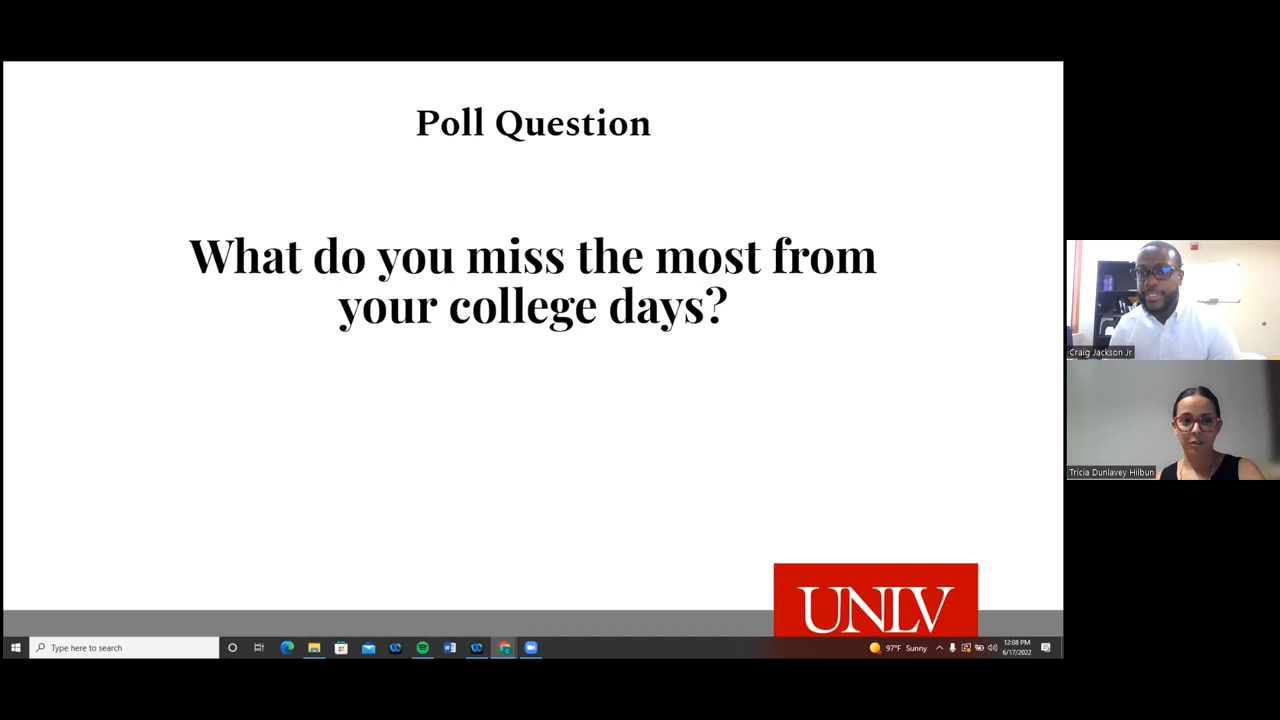 Poll Question
What do you miss the most from
your college days?
Craig Jackson Jr
Tricia Dunlavey Hilbun
UNLV
Type here to search
97°F Sunny
12:08 PM
6/17/2022